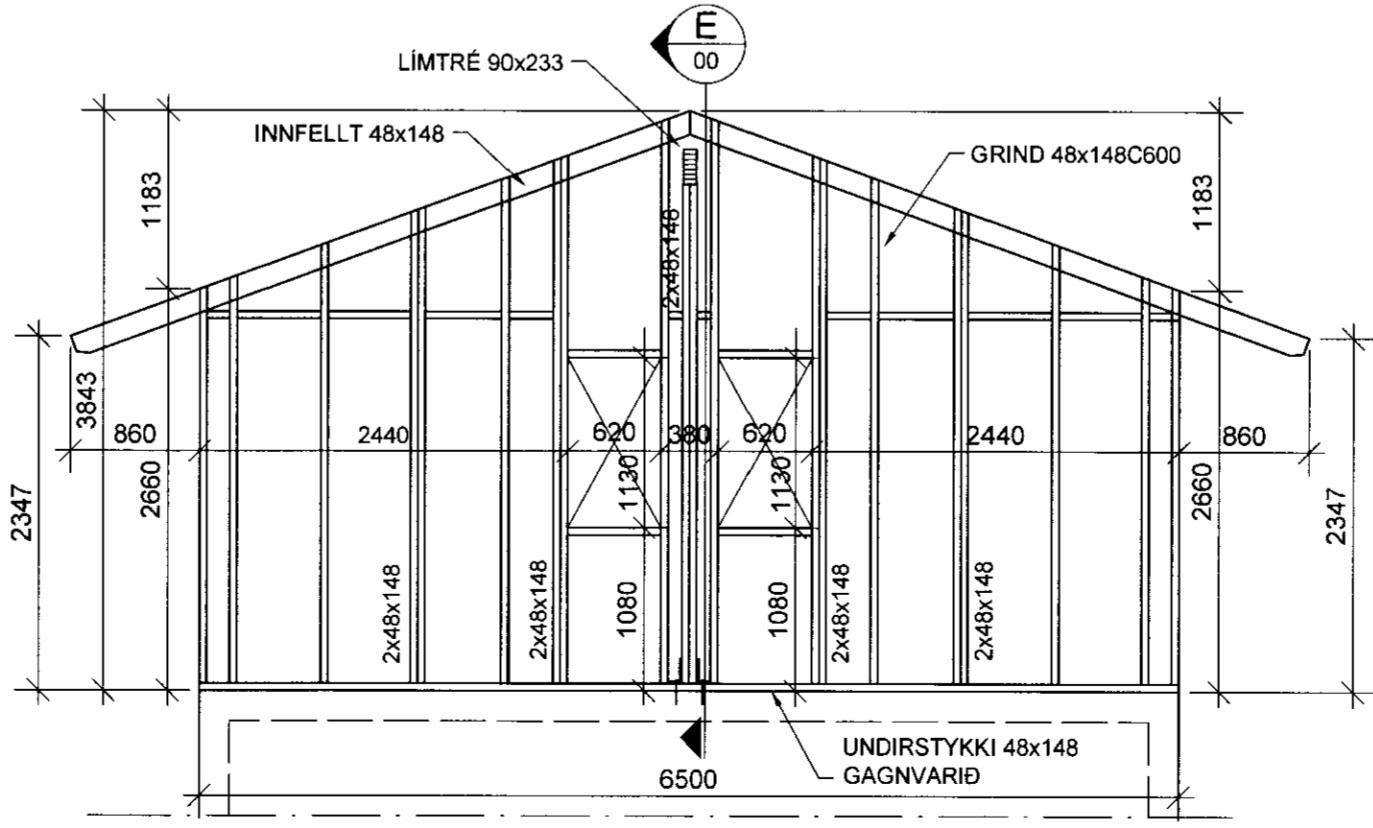 E
00
LÍMTRÉ 90x233
INNFELLT 48x148
GRIND 48x148C600
1183
1183
2x48x148
3843
860
2440
620
380
620
2440
860
1130
1130
2347
2660
2660
2347
2x48x148
2x48x148
1080
1080
2x48x148
2x48x148
UNDIRSTYKKI 48x148
GAGNVARIÐ
6500